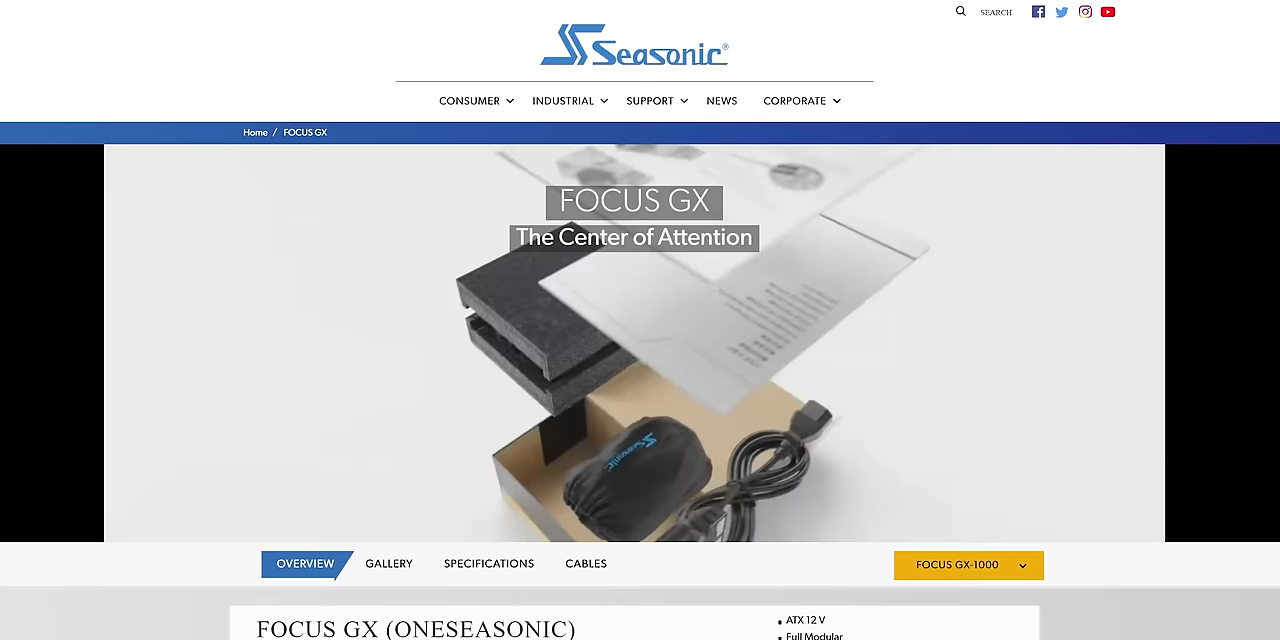 SEARCH
Seasonic®
CONSUMER INDUSTRIAL SUPPORT NEWS CORPORATE
Home / FOCUS GX
FOCUS GX
The Center of Attention
Seasonic
OVERVIEW GALLERY SPECIFICATIONS CABLES FOCUS GX-1000
FOCUS GX (ONESEASONIC)
ATX 12 V
Full Modular